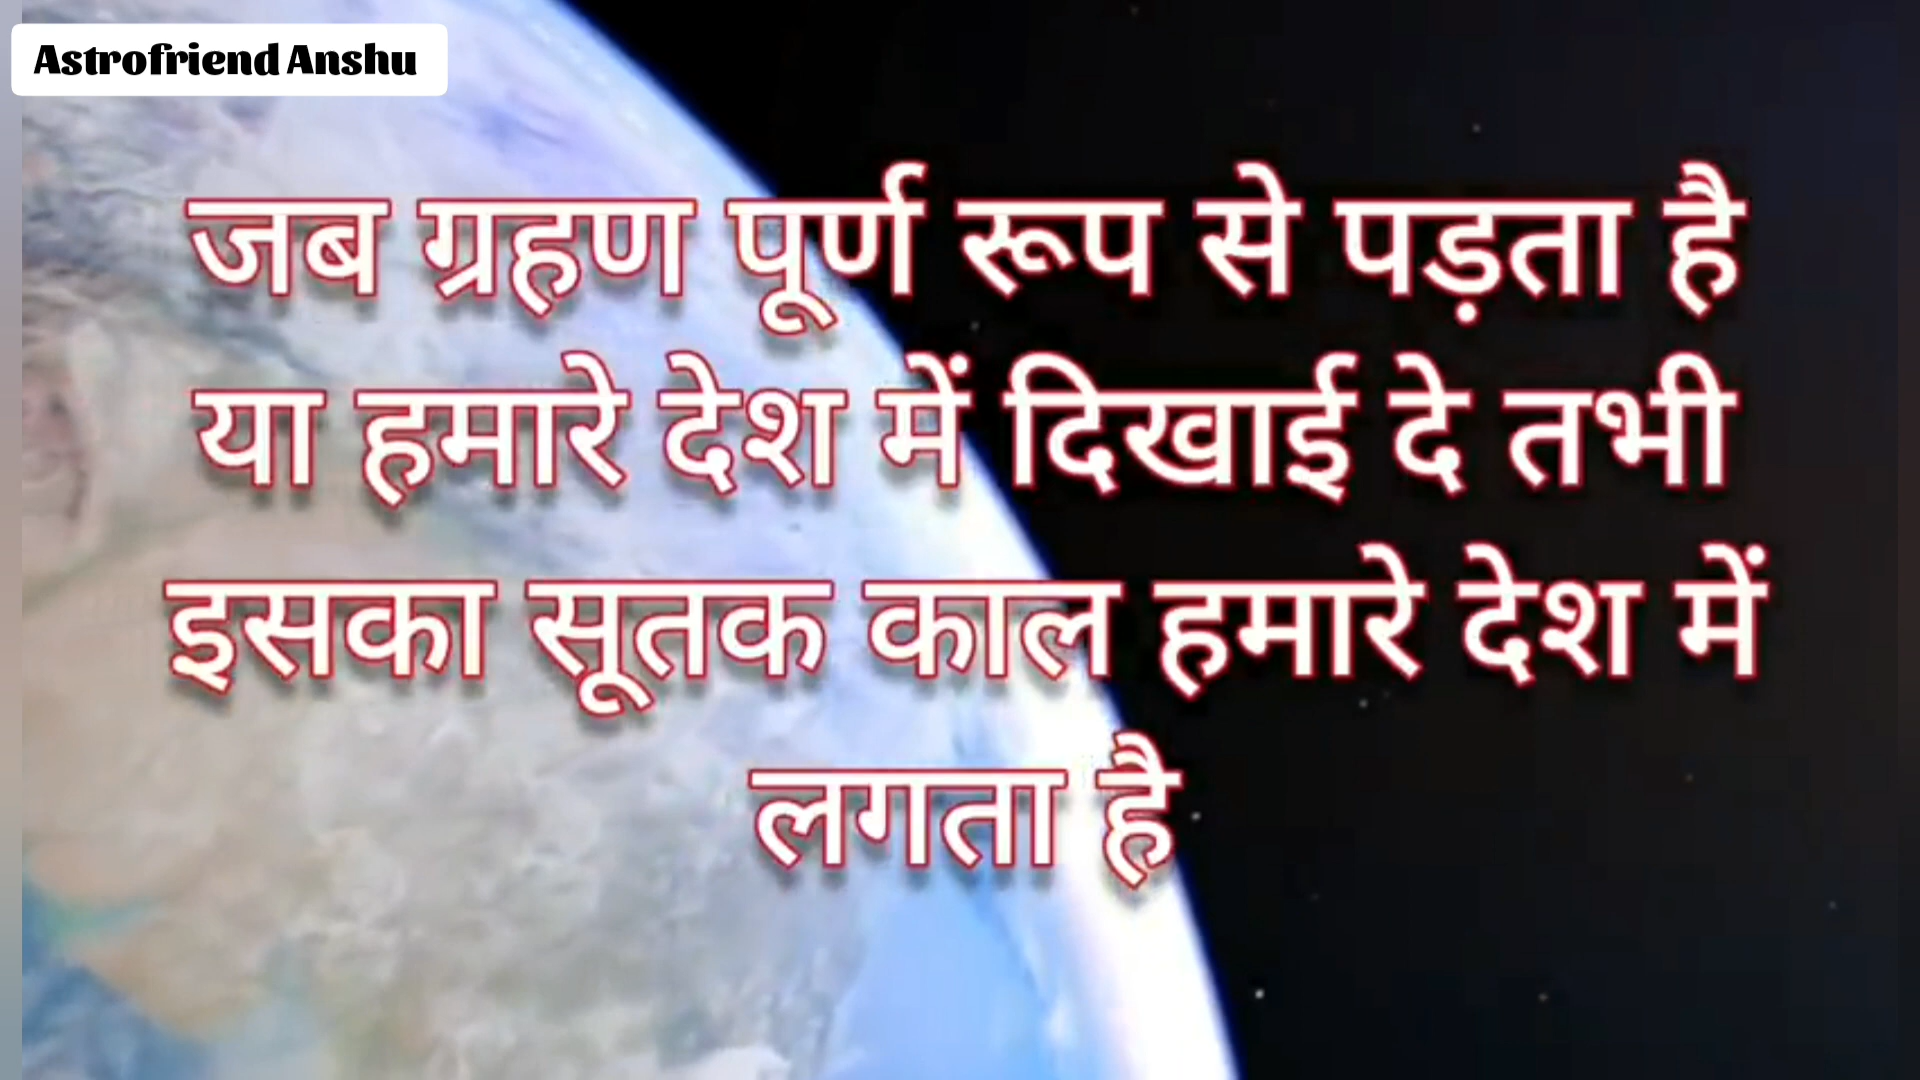 Astrofriend Anshu
जब ग्रहण पूर्ण रूप से पड़ता है
या हमारे देश में दिखाई दे तभी
इसका सूतक काल हमारे देश में
लगता है